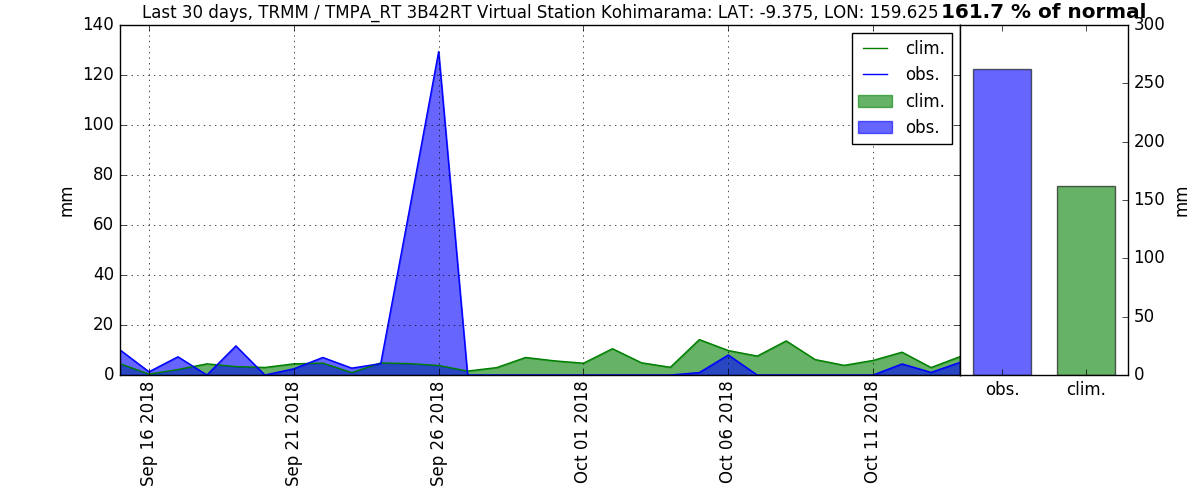 Last 30 days, TRMM / TMPA_RT 3B42RT Virtual Station Kohimarama: LAT: -9.375, LON: 159.625 161.7 % of normal
140
120
100
80
60
40
20
0
mm
Sep 16 2018
Sep 21 2018
Sep 26 2018
Oct 01 2018
Oct 06 2018
Oct 11 2018
clim.
obs.
clim.
obs.
300
250
200
150
100
50
0
mm
obs.
clim.